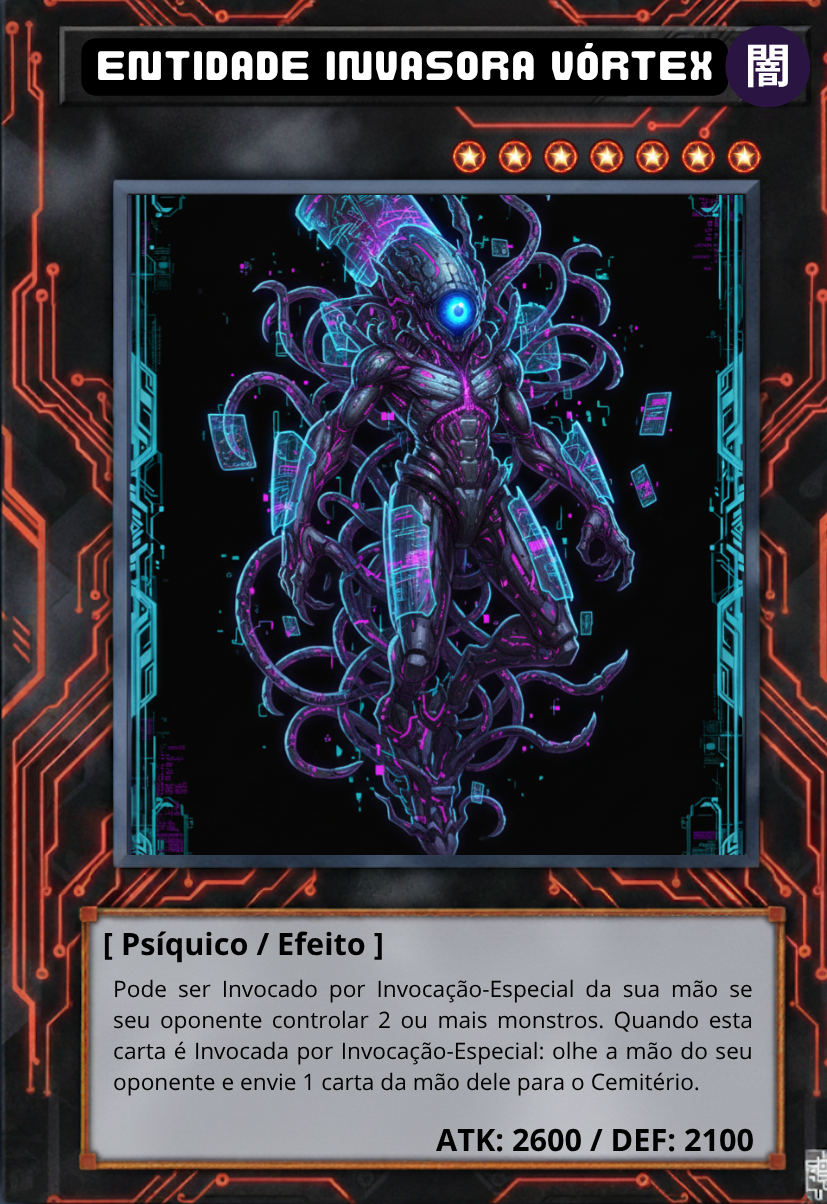 ENTIDADE INVASORA VÓRTEX
闇
[ Psíquico / Efeito ]
Pode ser Invocado por Invocação-Especial da sua mão se
seu oponente controlar 2 ou mais monstros. Quando esta
carta é Invocada por Invocação-Especial: olhe a mão do seu
oponente e envie 1 carta da mão dele para o Cemitério.
ATK: 2600 / DEF: 2100